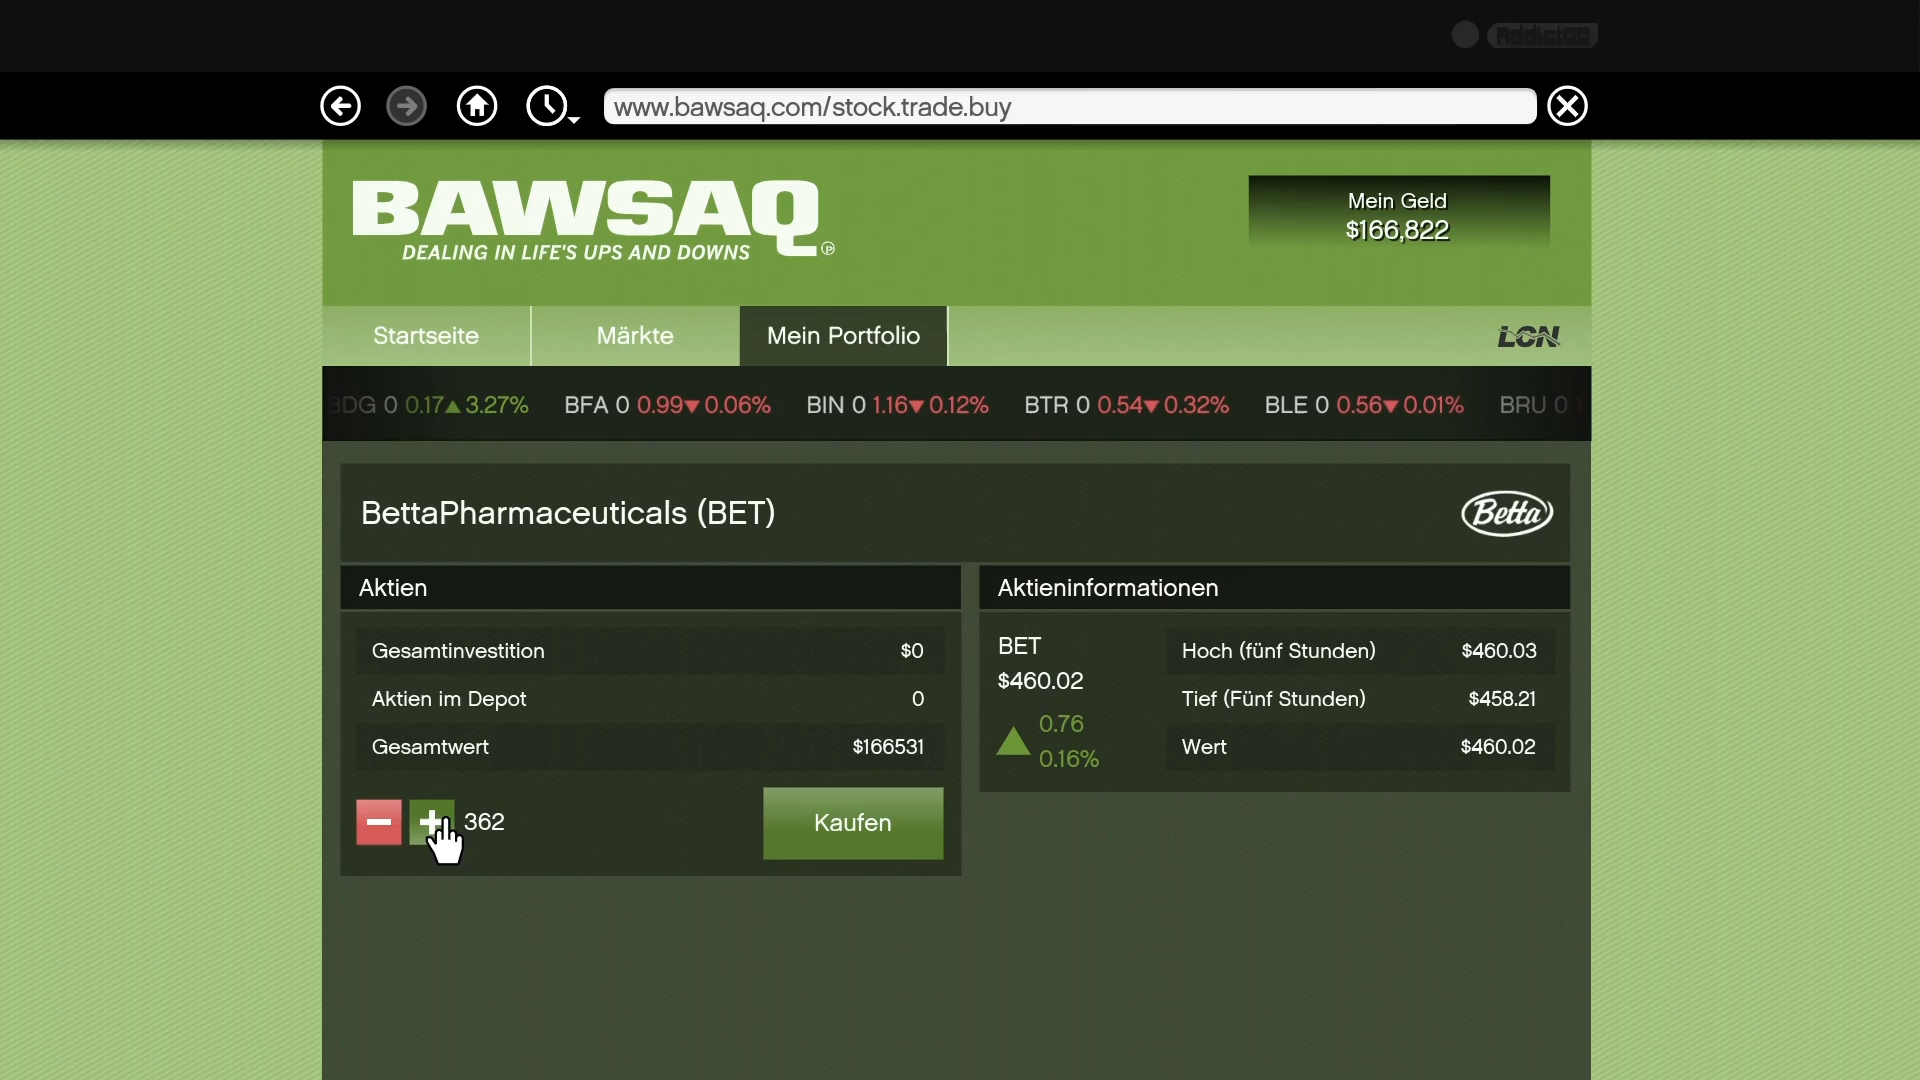 www.bawsaq.com/stock.trade.buy
BAWSAQ
DEALING IN LIFE'S UPS AND DOWNS
Mein Geld
$166,822
Startseite Märkte Mein Portfolio LCN
BDG 0 0.17▲3.27% BFA 0 0.99▼0.06% BIN 0 1.16▼0.12% BTR 0 0.54▼0.32% BLE 0 0.56▼0.01% BRU 0
BettaPharmaceuticals (BET) Betta
Aktien
Gesamtinvestition $0
Aktien im Depot 0
Gesamtwert $166531
362 Kaufen
Aktieninformationen
BET
$460.02
0.76
0.16%
Hoch (fünf Stunden) $460.03
Tief (Fünf Stunden) $458.21
Wert $460.02